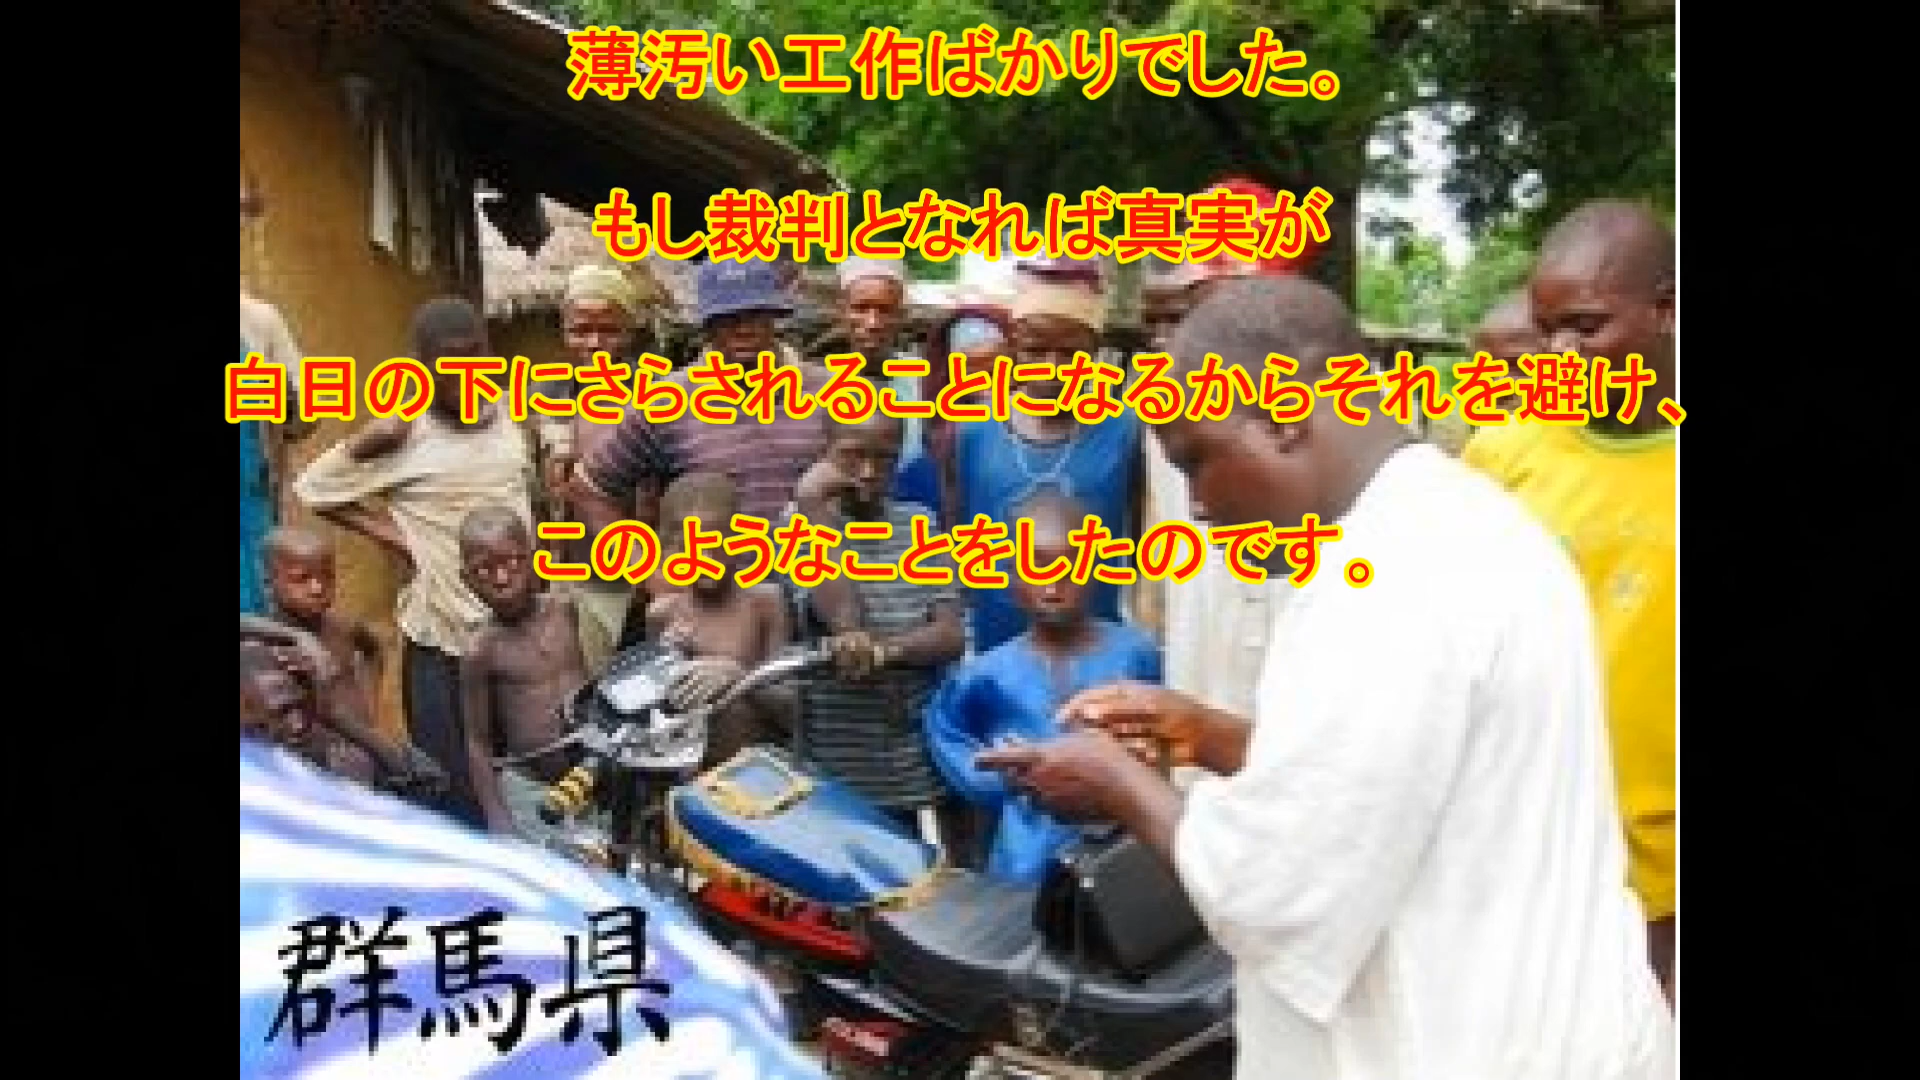 薄汚い工作ばかりでした。
もし裁判となれば真実が
白日の下にさらされることになるからそれを避け、
このようなことをしたのです。
群馬県